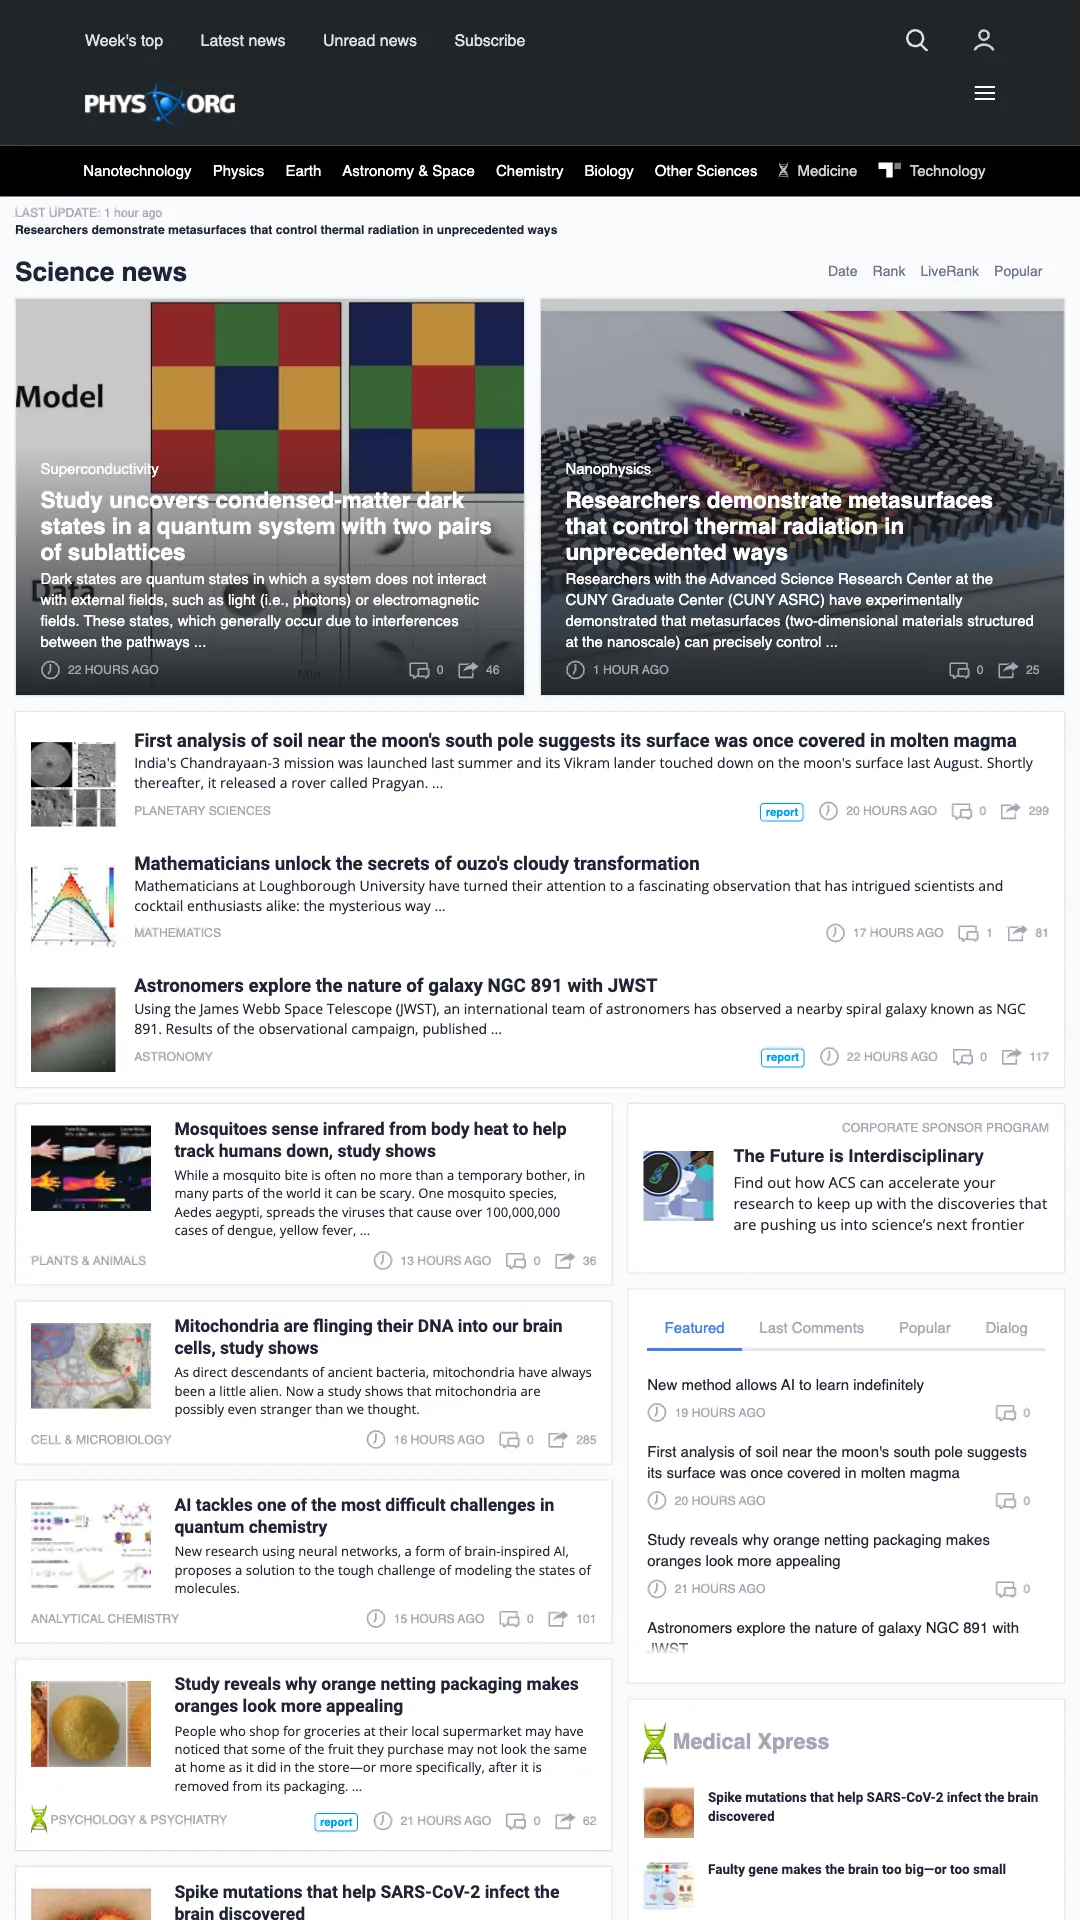 Week's top Latest news Unread news Subscribe
PHYS ORG
Nanotechnology Physics Earth Astronomy & Space Chemistry Biology Other Sciences Medicine Technology
LAST UPDATE: 1 hour ago
Researchers demonstrate metasurfaces that control thermal radiation in unprecedented ways
Science news
Date Rank LiveRank Popular
Model
Data
Max
Min
Superconductivity
Study uncovers condensed-matter dark
states in a quantum system with two pairs
of sublattices
Dark states are quantum states in which a system does not interact
with external fields, such as light (i.e., photons) or electromagnetic
fields. These states, which generally occur due to interferences
between the pathways ...
22 HOURS AGO 0 46
Nanophysics
Researchers demonstrate metasurfaces
that control thermal radiation in
unprecedented ways
Researchers with the Advanced Science Research Center at the
CUNY Graduate Center (CUNY ASRC) have experimentally
demonstrated that metasurfaces (two-dimensional materials structured
at the nanoscale) can precisely control ...
1 HOUR AGO 0 25
First analysis of soil near the moon's south pole suggests its surface was once covered in molten magma
India's Chandrayaan-3 mission was launched last summer and its Vikram lander touched down on the moon's surface last August. Shortly
thereafter, it released a rover called Pragyan. ...
PLANETARY SCIENCES report 20 HOURS AGO 0 299
Mathematicians unlock the secrets of ouzo's cloudy transformation
Mathematicians at Loughborough University have turned their attention to a fascinating observation that has intrigued scientists and
cocktail enthusiasts alike: the mysterious way ...
MATHEMATICS 17 HOURS AGO 1 81
Astronomers explore the nature of galaxy NGC 891 with JWST
Using the James Webb Space Telescope (JWST), an international team of astronomers has observed a nearby spiral galaxy known as NGC
891. Results of the observational campaign, published ...
ASTRONOMY report 22 HOURS AGO 0 117
Mosquitoes sense infrared from body heat to help
track humans down, study shows
While a mosquito bite is often no more than a temporary bother, in
many parts of the world it can be scary. One mosquito species,
Aedes aegypti, spreads the viruses that cause over 100,000,000
cases of dengue, yellow fever, ...
PLANTS & ANIMALS 13 HOURS AGO 0 36
Mitochondria are flinging their DNA into our brain
cells, study shows
As direct descendants of ancient bacteria, mitochondria have always
been a little alien. Now a study shows that mitochondria are
possibly even stranger than we thought.
CELL & MICROBIOLOGY 16 HOURS AGO 0 285
AI tackles one of the most difficult challenges in
quantum chemistry
New research using neural networks, a form of brain-inspired AI,
proposes a solution to the tough challenge of modeling the states of
molecules.
ANALYTICAL CHEMISTRY 15 HOURS AGO 0 101
Study reveals why orange netting packaging makes
oranges look more appealing
People who shop for groceries at their local supermarket may have
noticed that some of the fruit they purchase may not look the same
at home as it did in the store—or more specifically, after it is
removed from its packaging. ...
PSYCHOLOGY & PSYCHIATRY report 21 HOURS AGO 0 62
Spike mutations that help SARS-CoV-2 infect the
brain discovered
CORPORATE SPONSOR PROGRAM
The Future is Interdisciplinary
Find out how ACS can accelerate your
research to keep up with the discoveries that
are pushing us into science's next frontier
Featured Last Comments Popular Dialog
New method allows AI to learn indefinitely
19 HOURS AGO 0
First analysis of soil near the moon's south pole suggests
its surface was once covered in molten magma
20 HOURS AGO 0
Study reveals why orange netting packaging makes
oranges look more appealing
21 HOURS AGO 0
Astronomers explore the nature of galaxy NGC 891 with
JWST
Medical Xpress
Spike mutations that help SARS-CoV-2 infect the brain
discovered
Faulty gene makes the brain too big—or too small